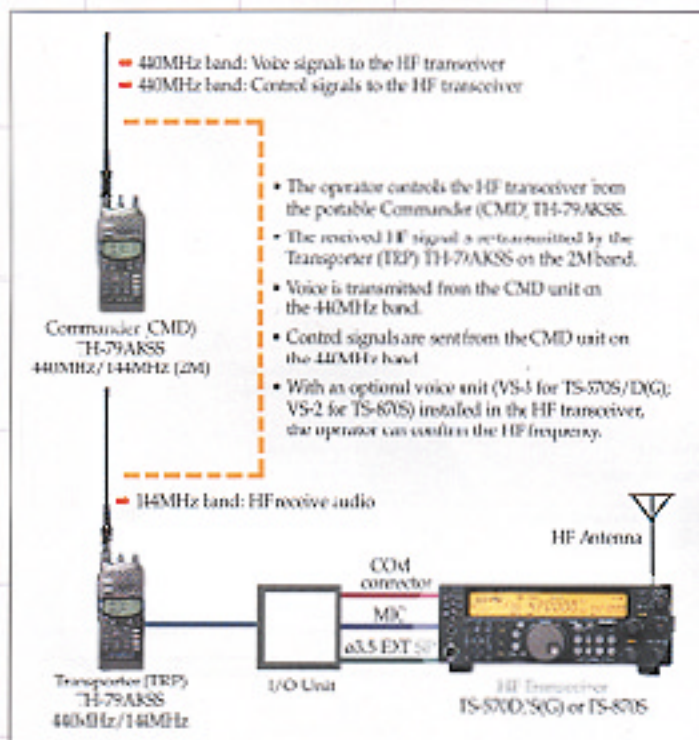 440MHz band: Voice signals to the HF transceiver
440MHz band: Control signals to the HF transceiver
• The operator controls the HF transceiver from
the portable Commander (CMD) TH-79AKSS.
• The received HF signal is re-transmitted by the
Transporter (TRP) TH-79AKSS on the 2M band.
• Voice is transmitted from the CMD unit on
the 440MHz band.
• Control signals are sent from the CMD unit on
the 440MHz band
• With an optional voice unit (VS-3 for TS-570S/D(G);
VS-2 for TS-870S) installed in the HF transceiver,
the operator can confirm the HF frequency.
Commander (CMD)
TH-79AKSS
440MHz/144MHz (2M)
144MHz band: HF receive audio
HF Antenna
COM
connector
MIC
ø3.5 EXT SP
Transporter (TRP)
TH-79AKSS
440MHz/144MHz
I/O Unit
HF Transceiver
TS-570D/S(G) or TS-870S